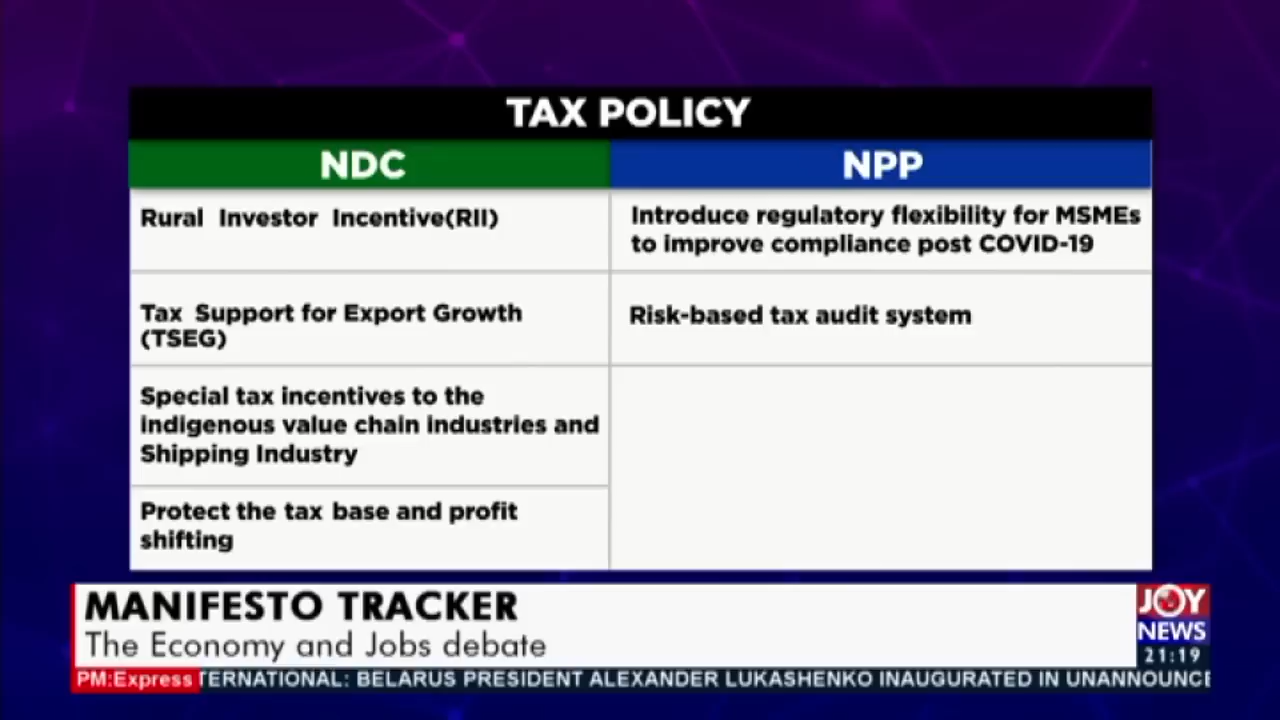 TAX POLICY
NDC
NPP
Rural Investor Incentive(RII)
Introduce regulatory flexibility for MSMEs
to improve compliance post COVID-19
Tax Support for Export Growth
(TSEG)
Risk-based tax audit system
Special tax incentives to the
indigenous value chain industries and
Shipping Industry
Protect the tax base and profit
shifting
MANIFESTO TRACKER
The Economy and Jobs debate
JOY
NEWS
21:19
PM:Express TERNATIONAL: BELARUS PRESIDENT ALEXANDER LUKASHENKO INAUGURATED IN UNANNOUNCE